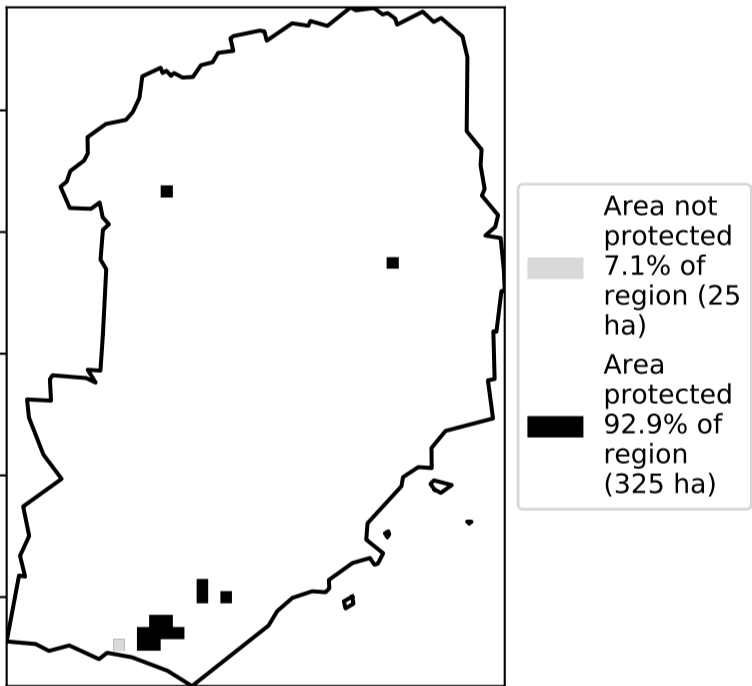 Area not
protected
7.1% of
region (25
ha)
Area
protected
92.9% of
region
(325 ha)